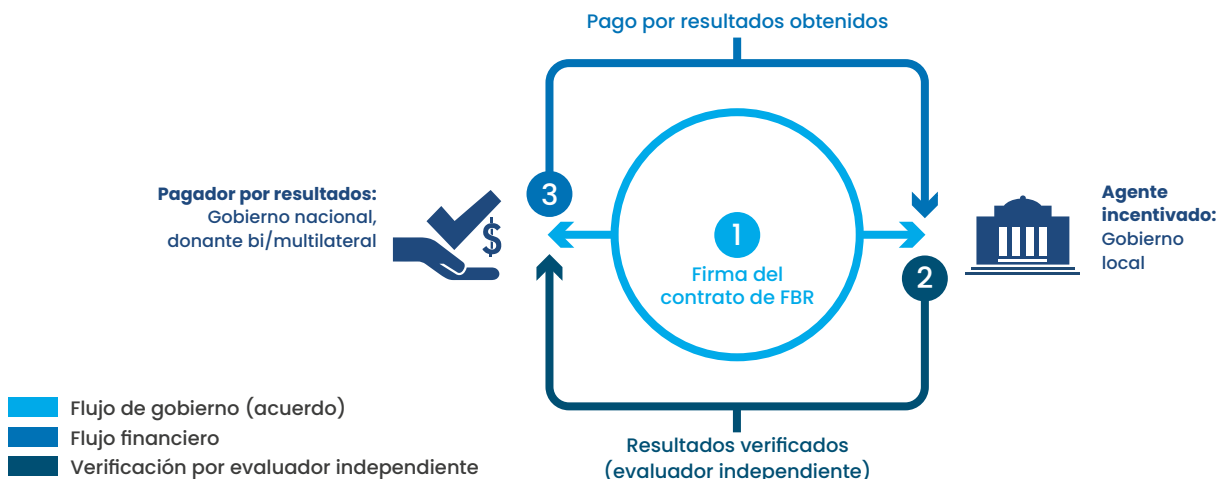 Pago por resultados obtenidos
Pagador por resultados:
Gobierno nacional,
donante bi/multilateral
3
$
1
Firma del
contrato de FBR
2
Agente
incentivado:
Gobierno
local
Flujo de gobierno (acuerdo)
Flujo financiero
Verificación por evaluador independiente
Resultados verificados
(evaluador independiente)